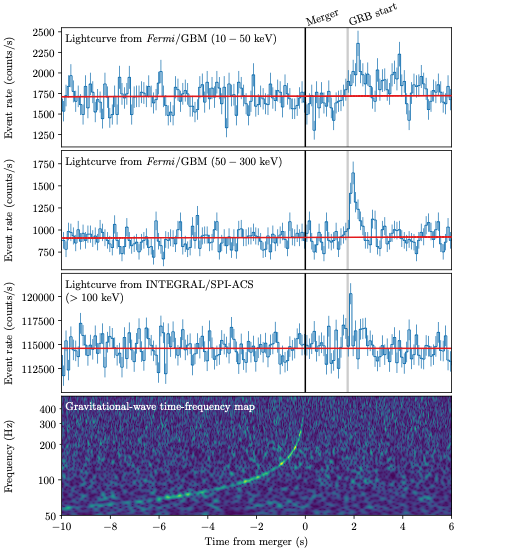 Merger GRB start
Lightcurve from Fermi/GBM (10 − 50 keV)
Event rate (counts/s)
2500
2250
2000
1750
1500
1250
Lightcurve from Fermi/GBM (50 − 300 keV)
Event rate (counts/s)
1750
1500
1250
1000
750
Lightcurve from INTEGRAL/SPI-ACS
(> 100 keV)
Event rate (counts/s)
120000
117500
115000
112500
Gravitational-wave time-frequency map
Frequency (Hz)
400
300
200
100
50
−10 −8 −6 −4 −2 0 2 4 6
Time from merger (s)